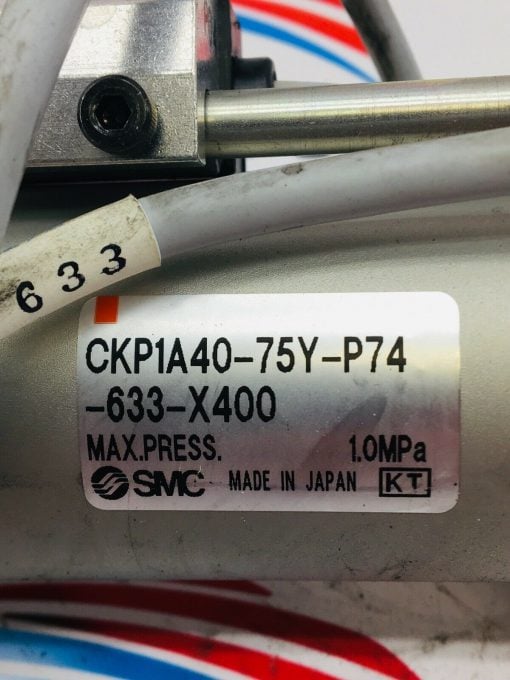 633
CKP1A40-75Y-P74
-633-X400
MAX.PRESS. 1.0MPa
SMC MADE IN JAPAN KT